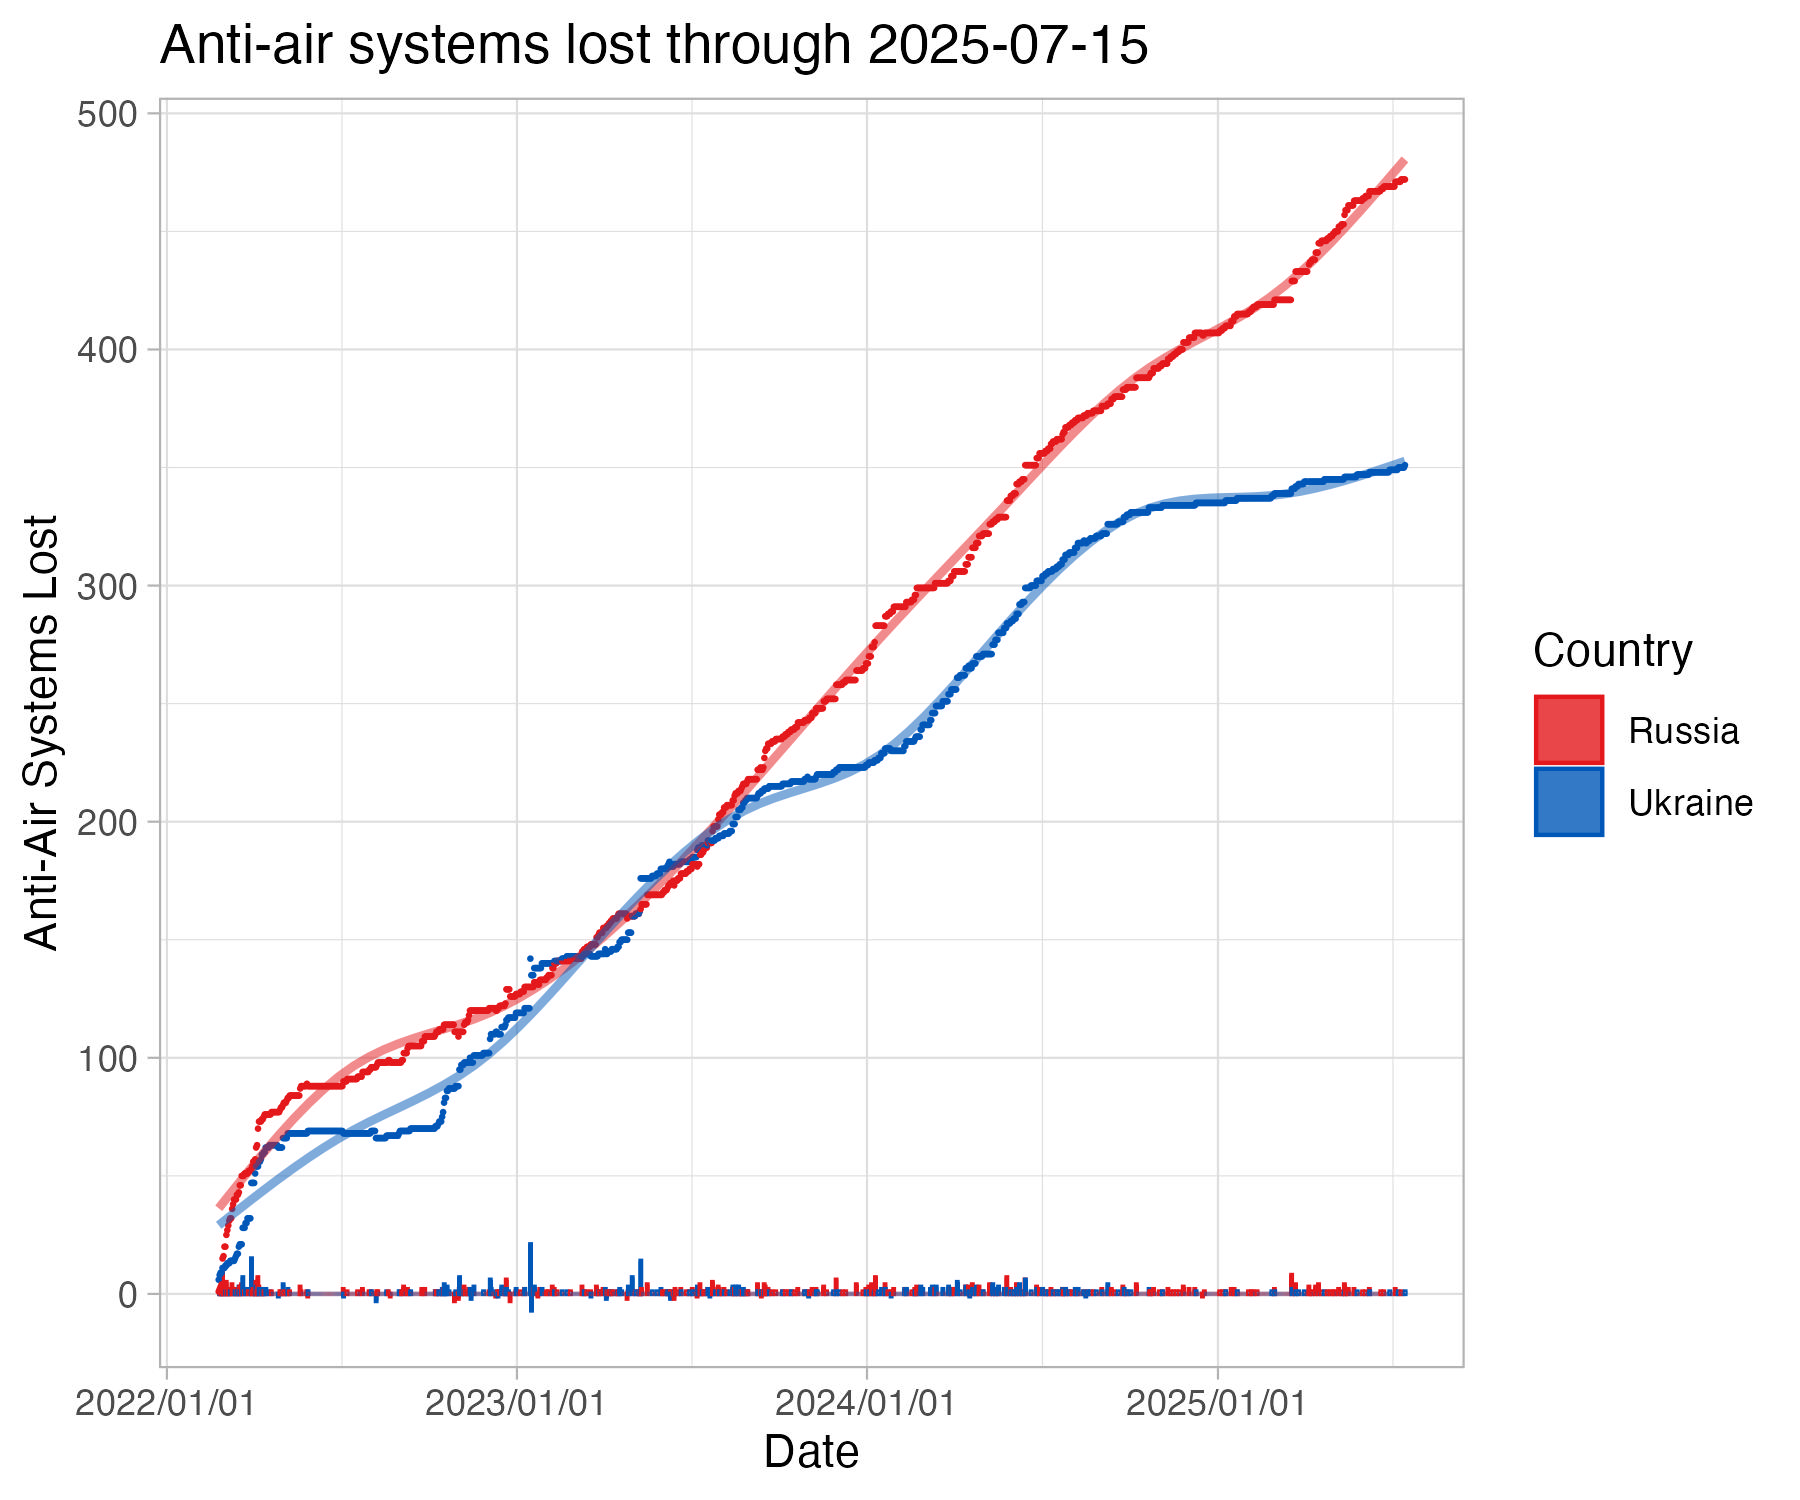 Anti-air systems lost through 2025-07-15
Anti-Air Systems Lost
500
400
300
200
100
0
2022/01/01
2023/01/01
2024/01/01
2025/01/01
Date
Country
Russia
Ukraine